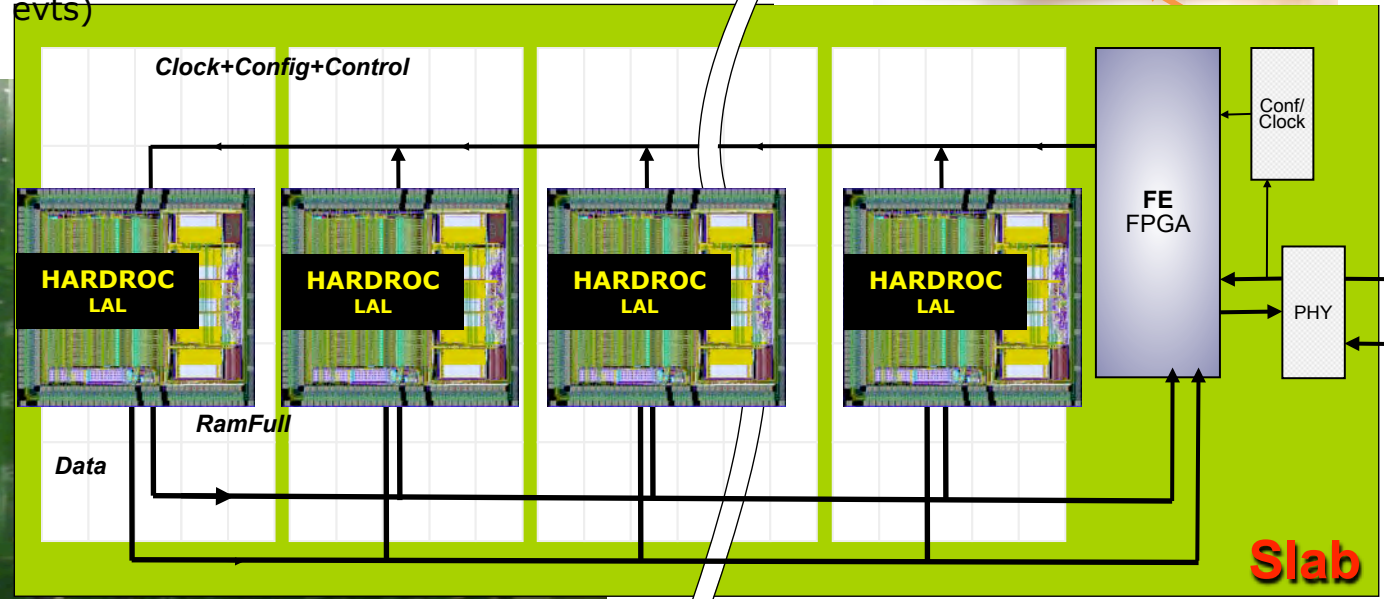 evts)
Clock+Config+Control
Conf/
Clock
FE
FPGA
HARDROC
LAL
HARDROC
LAL
HARDROC
LAL
HARDROC
LAL
PHY
RamFull
Data
Slab